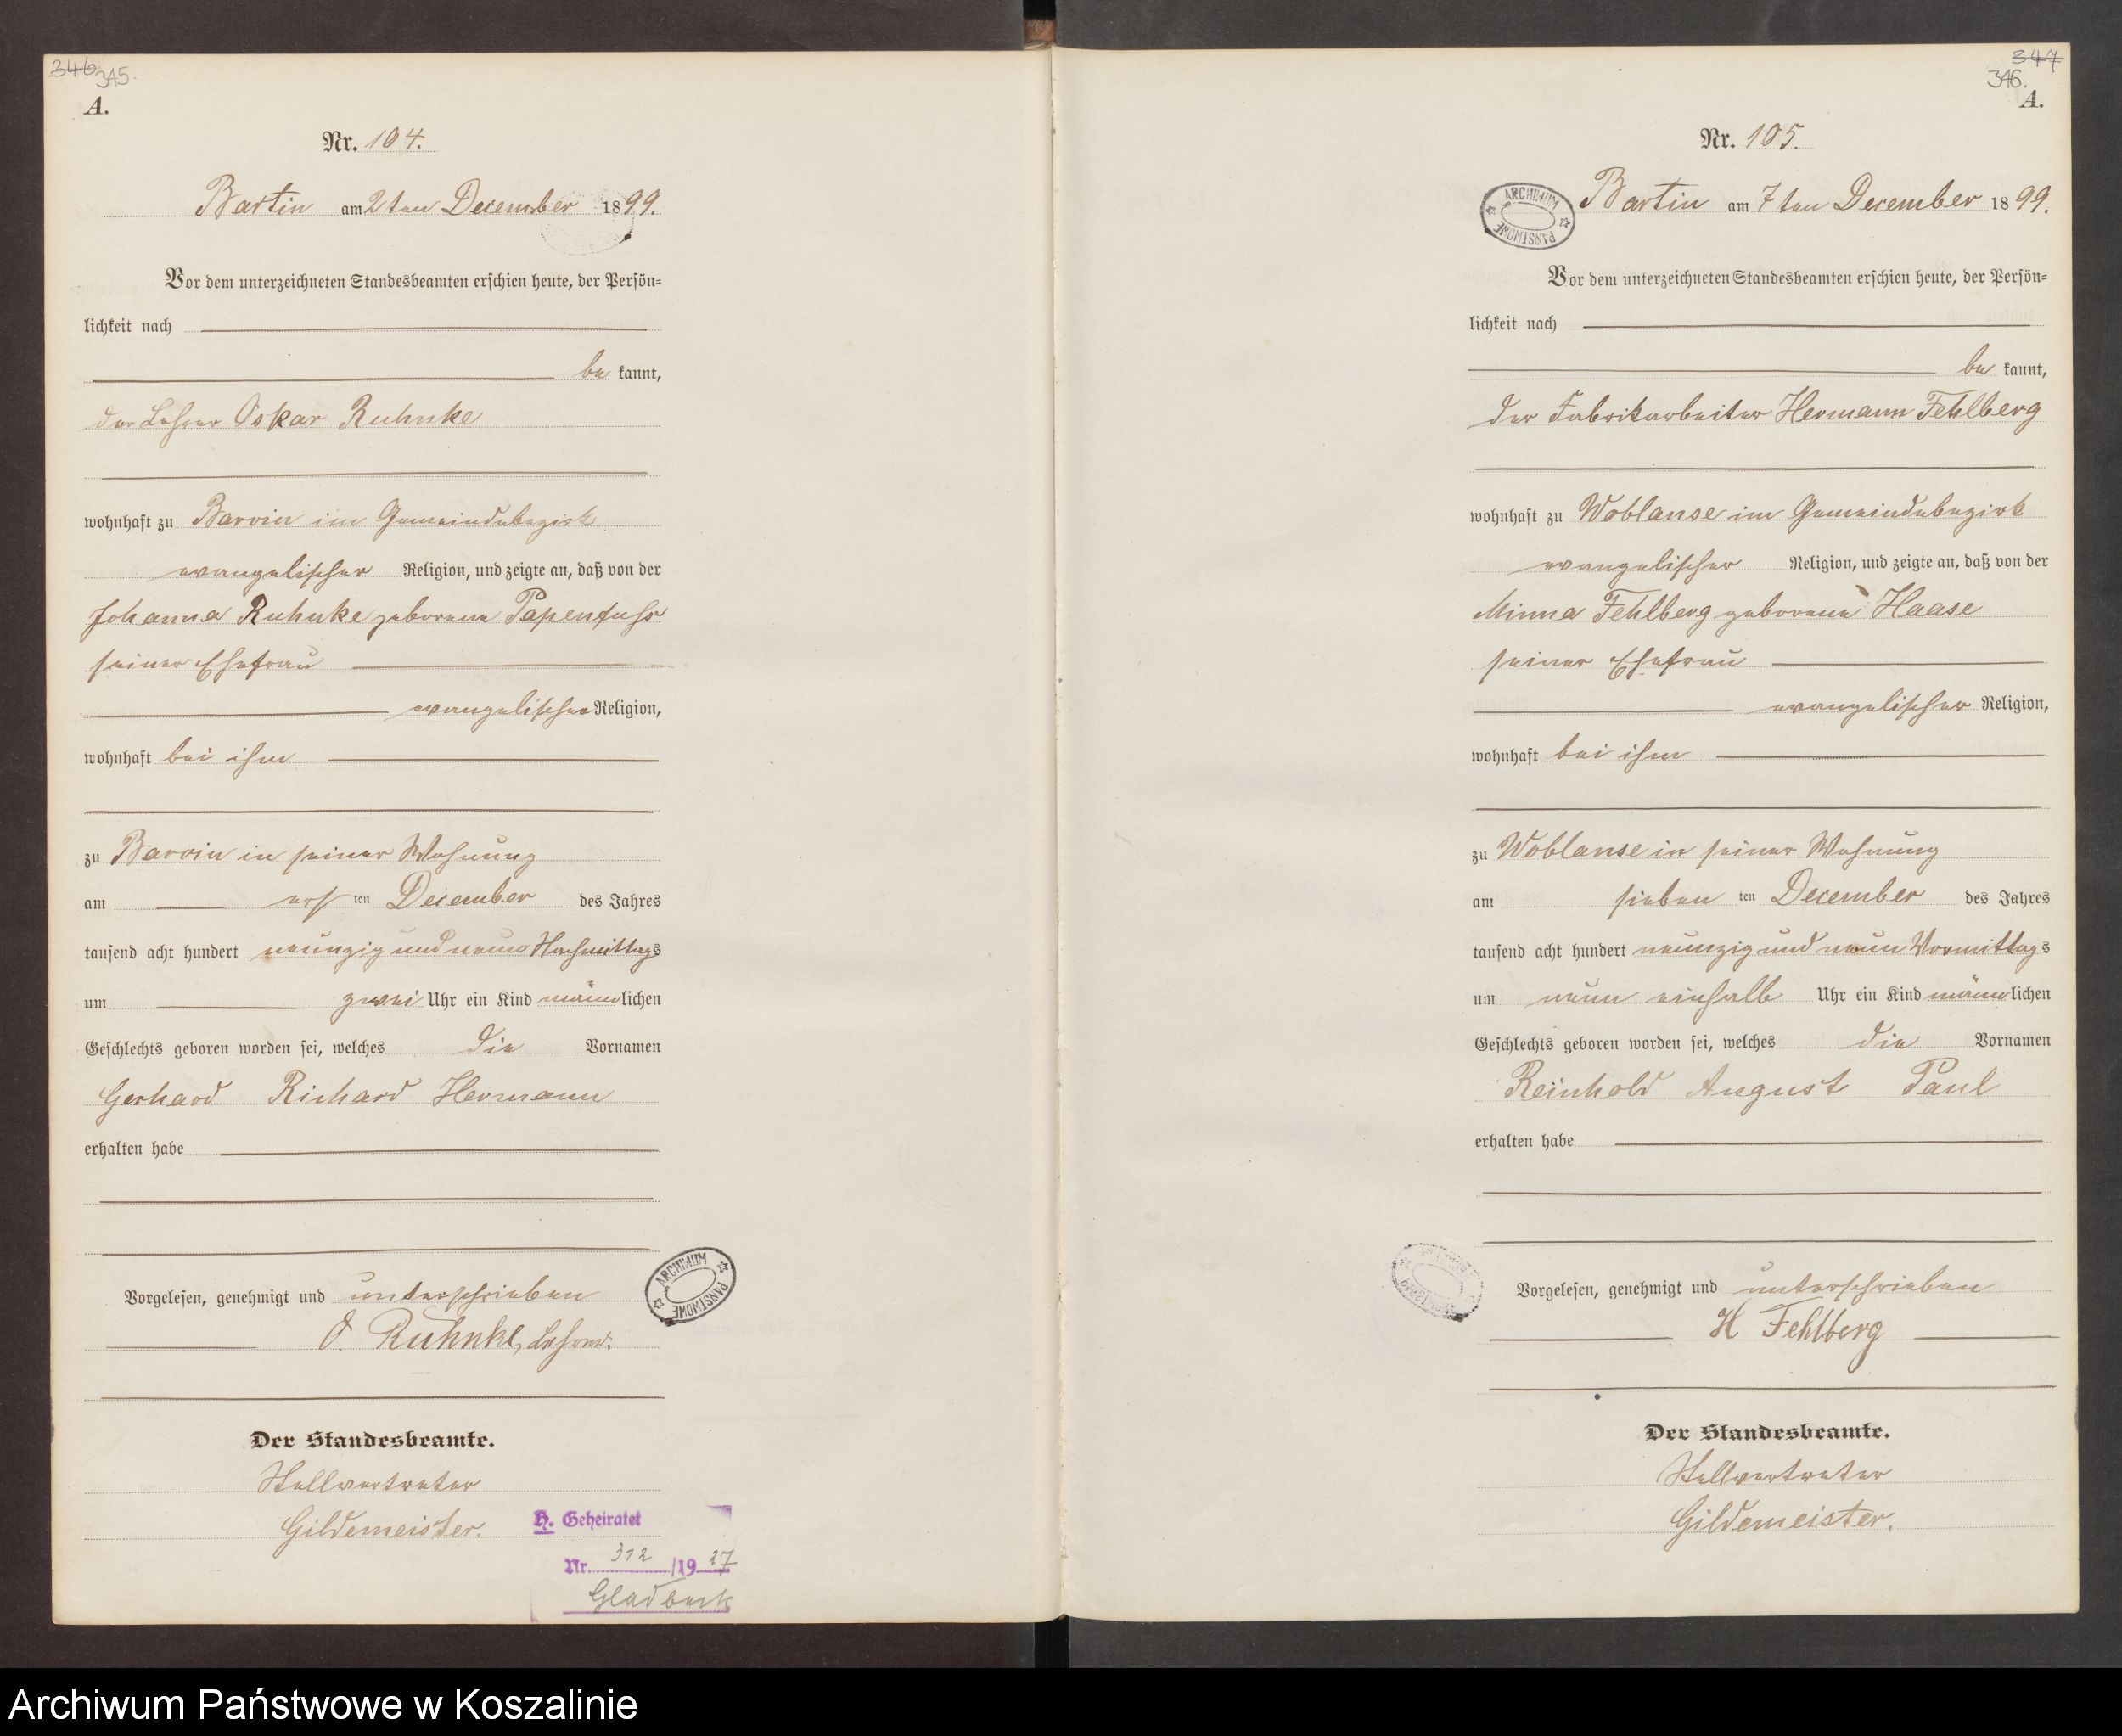 346 345.
A.
Nr. 104.
Bartin am 2ten December 1899.
Vor dem unterzeichneten Standesbeamten erschien heute, der Persön-
lichkeit nach
be kannt,
der Lehrer Oskar Ruhnke
wohnhaft zu Barvin im Gemeindebezirk
evangelischer Religion, und zeigte an, daß von der
Johanna Ruhnke geborene Papenfuss
seiner Ehefrau
evangelischer Religion,
wohnhaft bei ihm
zu Barvin in seiner Wohnung
am ersten December des Jahres
tausend acht hundert neunzig und neun Nachmittags
um zwei Uhr ein Kind männlichen
Geschlechts geboren worden sei, welches die Vornamen
Gerhard Richard Hermann
erhalten habe
Vorgelesen, genehmigt und unterschrieben
O. Ruhnke, Lehrer.
ARCHIWUM PAŃSTWOWE
Der Standesbeamte.
Stellvertreter
Gildemeister.
H. Geheiratet
Nr. 312 /1927
Gladbeck
347
346.
A.
Nr. 105.
ARCHIWUM PAŃSTWOWE
Bartin am 7ten December 1899.
Vor dem unterzeichneten Standesbeamten erschien heute, der Persön-
lichkeit nach
be kannt,
der Fabrikarbeiter Hermann Fehlberg
wohnhaft zu Woblanse im Gemeindebezirk
evangelischer Religion, und zeigte an, daß von der
Minna Fehlberg geborene Haase
seiner Ehefrau
evangelischer Religion,
wohnhaft bei ihm
zu Woblanse in seiner Wohnung
am sieben ten December des Jahres
tausend acht hundert neunzig und neun Vormittags
um neun einhalb Uhr ein Kind männlichen
Geschlechts geboren worden sei, welches die Vornamen
Reinhold August Paul
erhalten habe
Vorgelesen, genehmigt und unterschrieben
H Fehlberg
Der Standesbeamte.
Stellvertreter
Gildemeister.
Archiwum Państwowe w Koszalinie